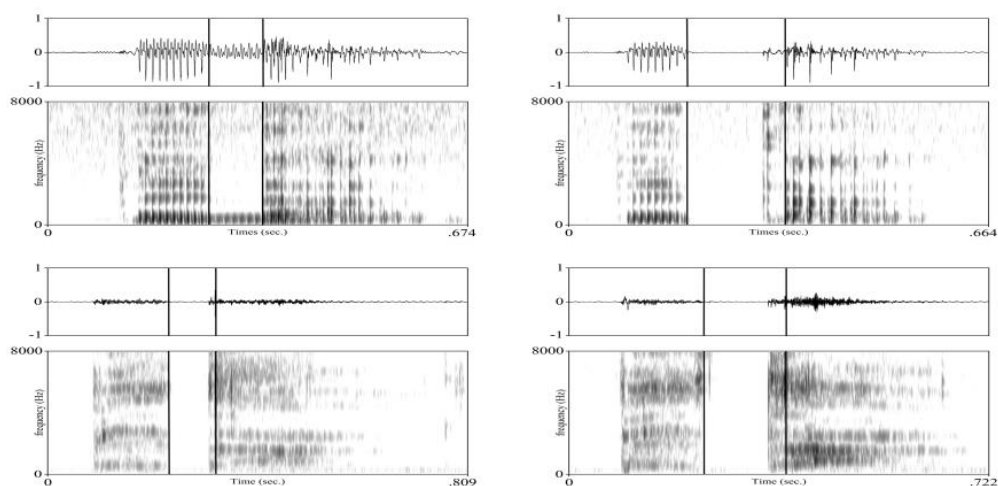 1 1
0 0
-1 -1
8000 8000
frequency (Hz) frequency (Hz)
0 0
0 Times (sec.) .674 0 Times (sec.) .664
1 1
0 0
-1 -1
8000 8000
frequency (Hz) frequency (Hz)
0 0
0 Time (sec.) .809 0 Time (sec.) .722